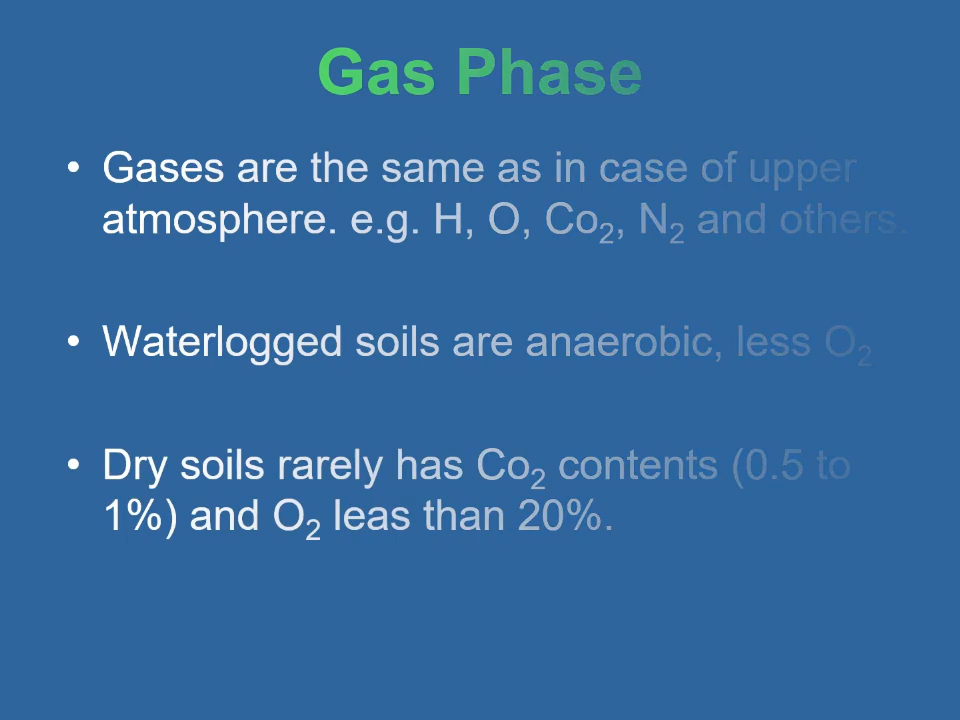 Gas Phase
• Gases are the same as in case of upper
atmosphere. e.g. H, O, Co₂, N₂ and others.
• Waterlogged soils are anaerobic, less O₂
• Dry soils rarely has Co₂ contents (0.5 to
1%) and O₂ leas than 20%.